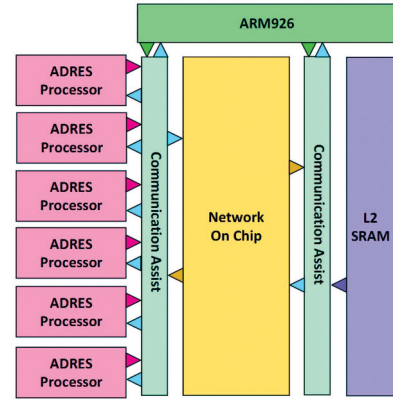 ARM926
ADRES
Processor
ADRES
Processor
ADRES
Processor
ADRES
Processor
ADRES
Processor
ADRES
Processor
Communication Assist
Network
On Chip
Communication Assist
L2
SRAM